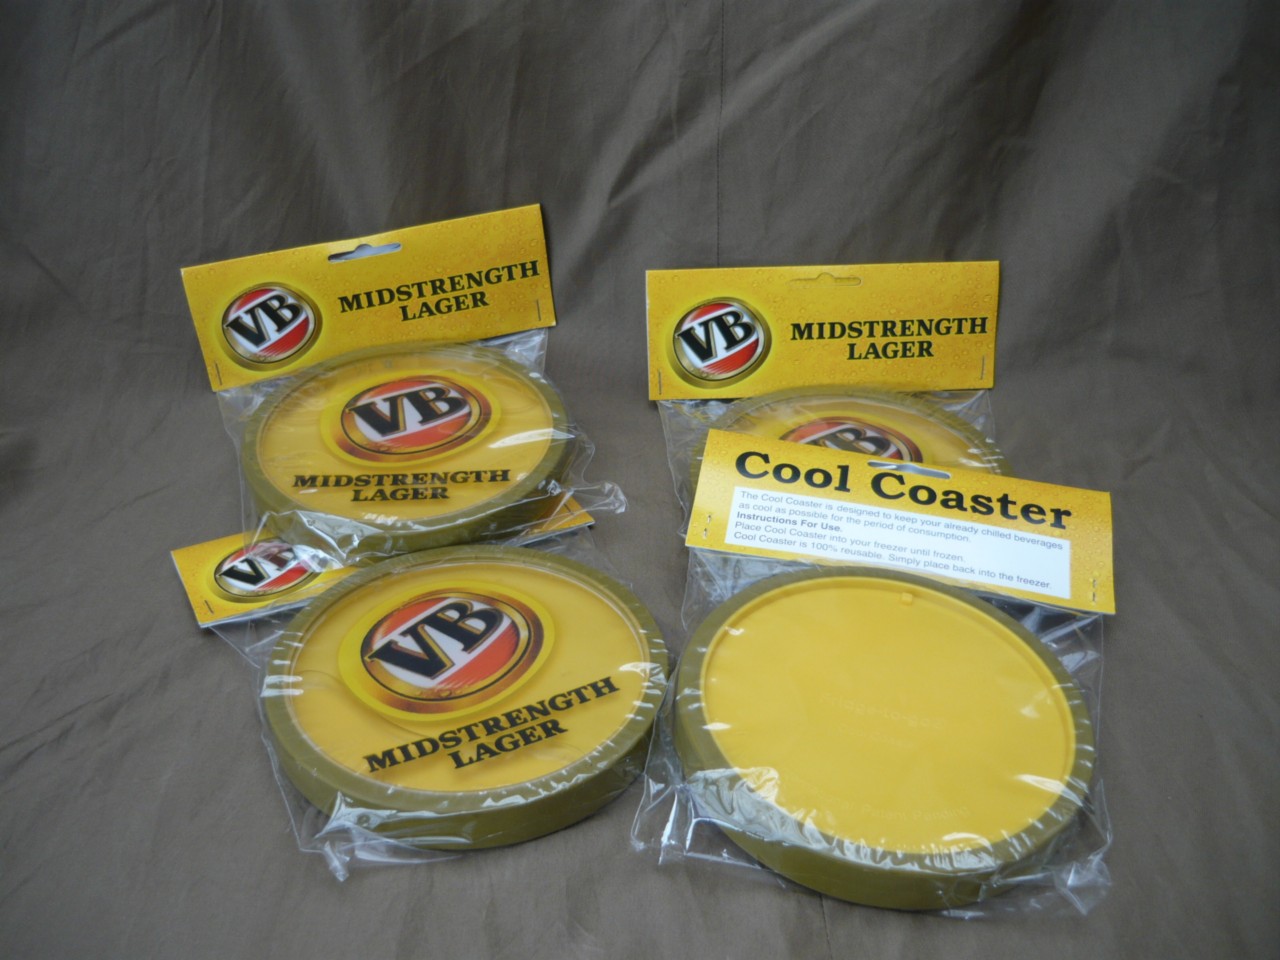 VB
MIDSTRENGTH
LAGER
VB
MIDSTRENGTH
LAGER
VB
MIDSTRENGTH
LAGER
VB
VB
VB
MIDSTRENGTH
LAGER
Cool Coaster
The Cool Coaster is designed to keep your already chilled beverages
as cool as possible for the period of consumption.
Instructions For Use.
Place Cool Coaster into your freezer until frozen.
Cool Coaster is 100% reusable. Simply place back into the freezer.